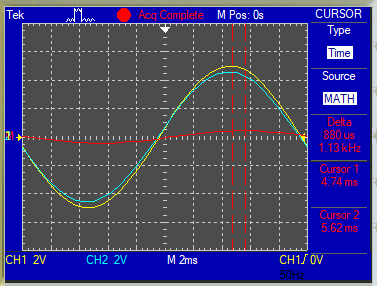 Tek Acq Complete M Pos: 0s CURSOR
Type
Time
Source
MATH
Delta
880 us
1.13 kHz
Cursor 1
4.74 ms
Cursor 2
5.62 ms
CH1 2V CH2 2V M 2ms CH1/ 0V
50Hz